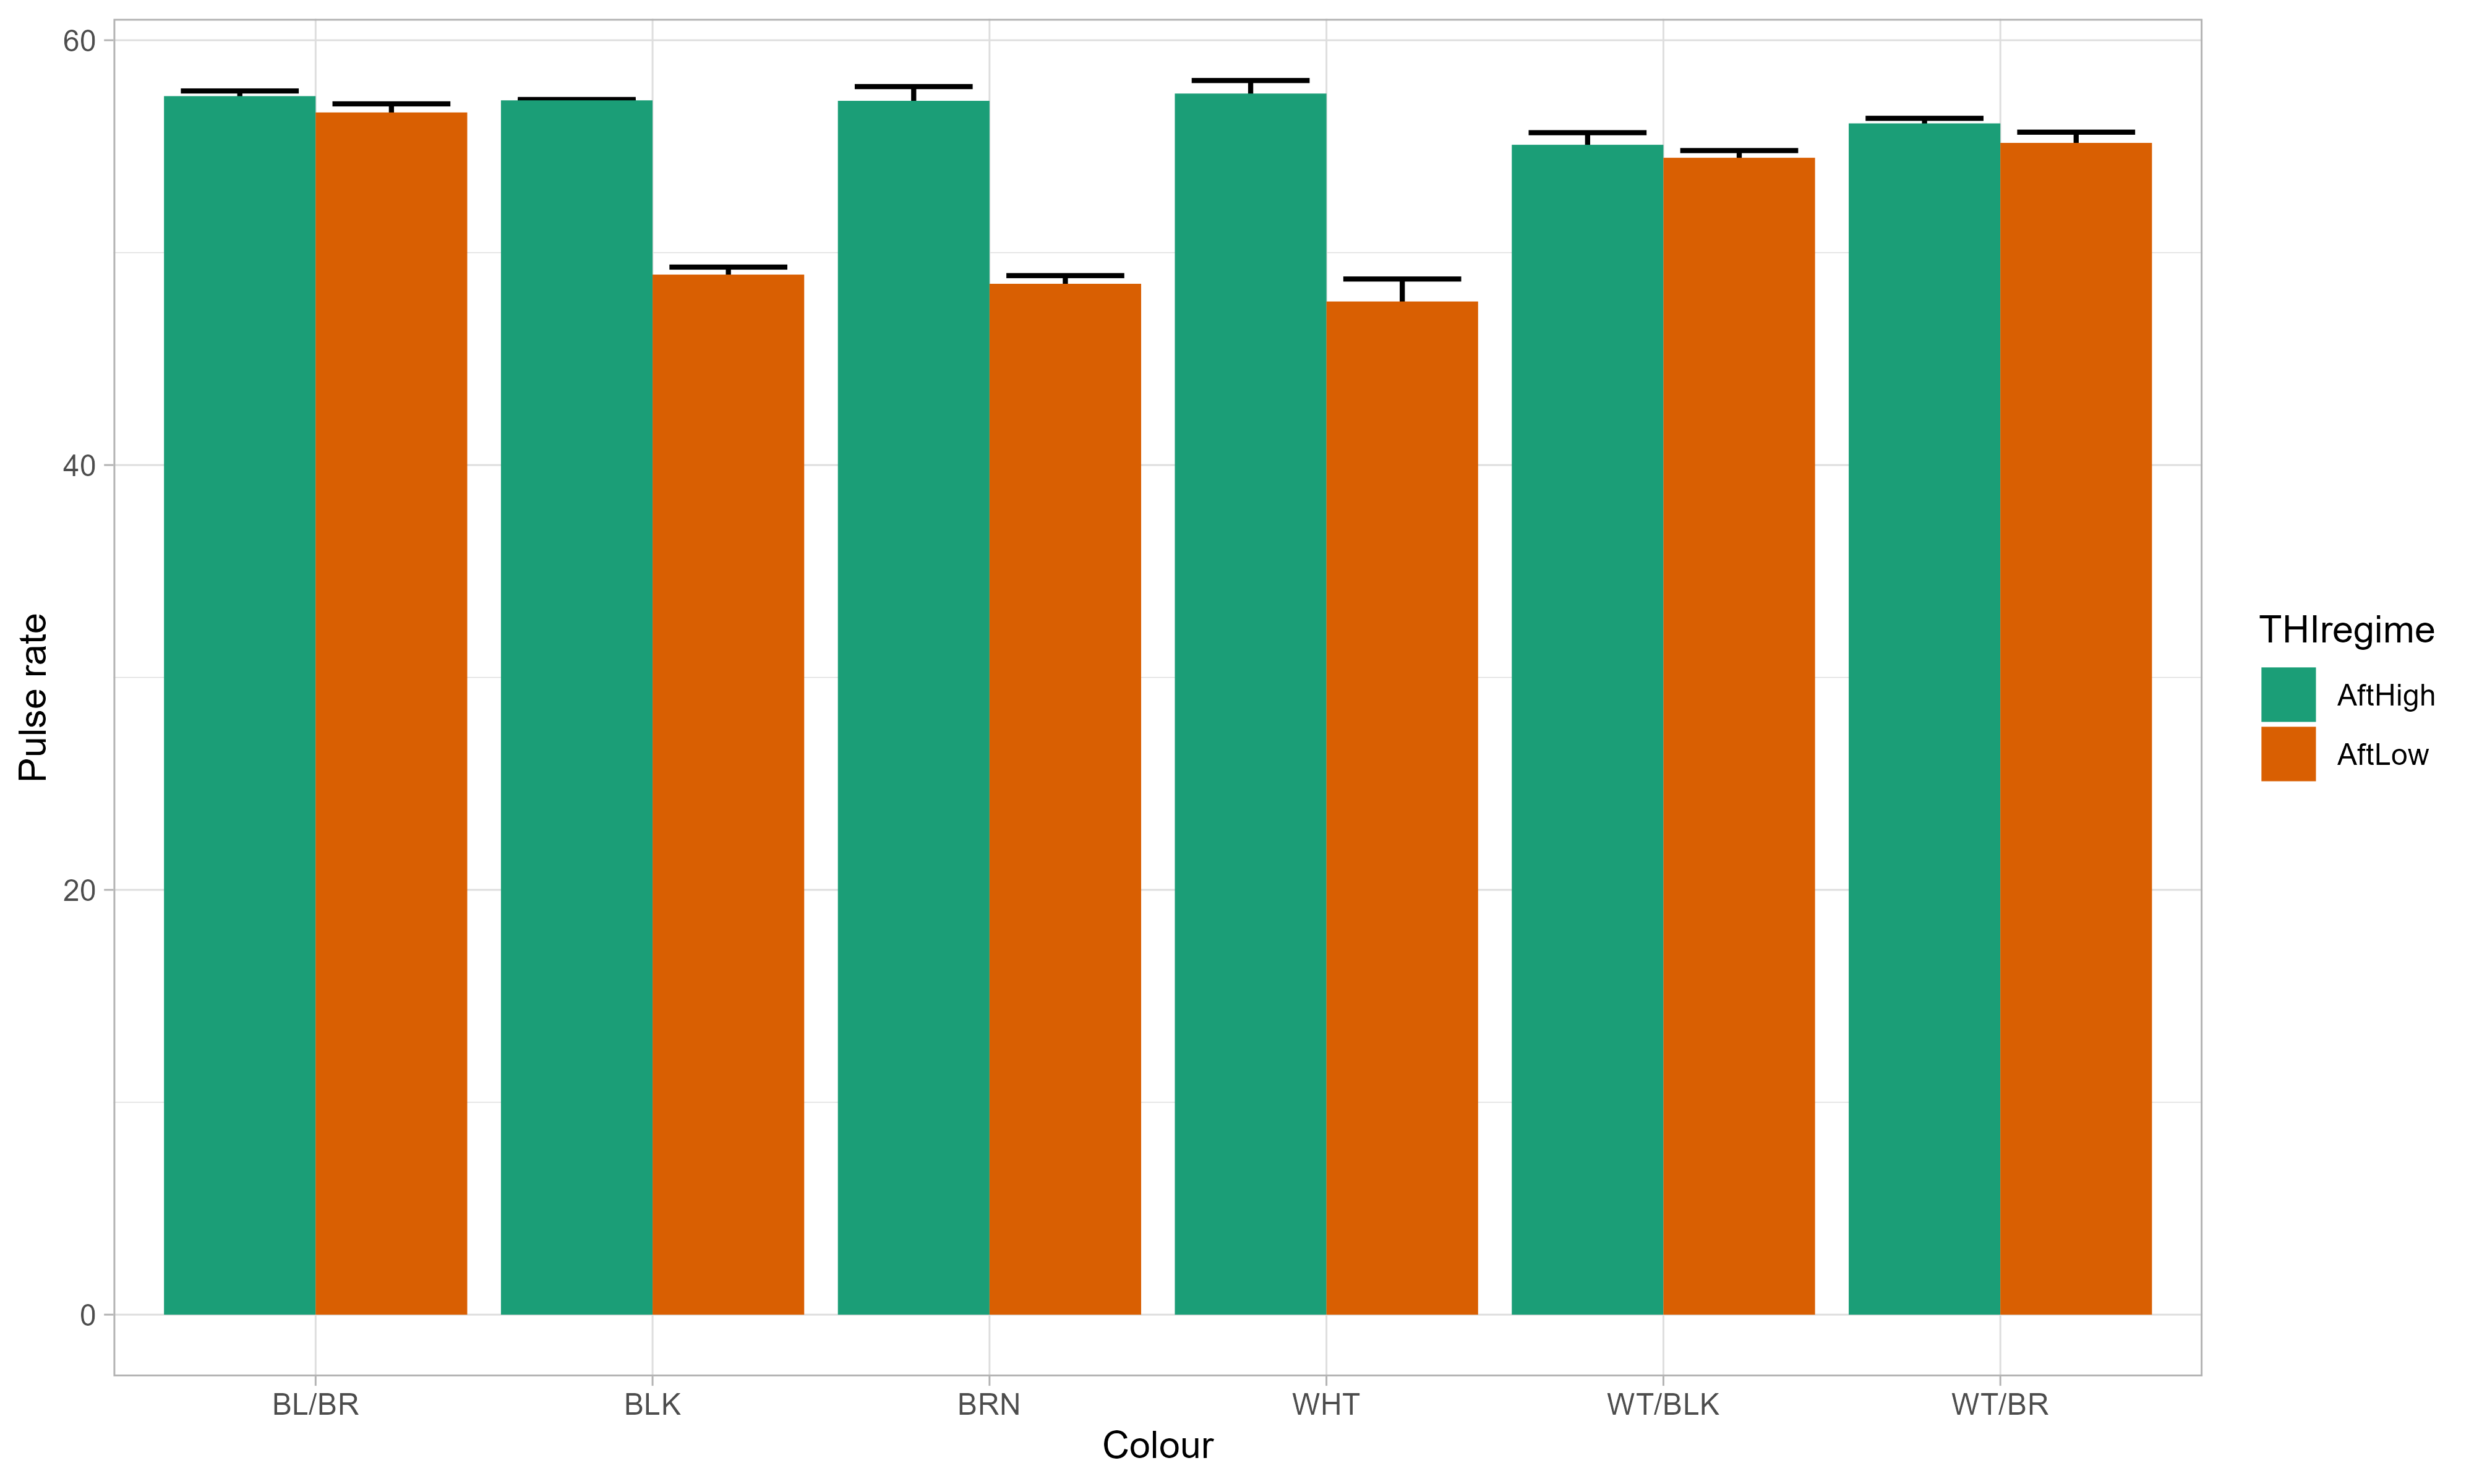 60
40
20
0
Pulse rate
BL/BR
BLK
BRN
WHT
WT/BLK
WT/BR
Colour
THIregime
AftHigh
AftLow